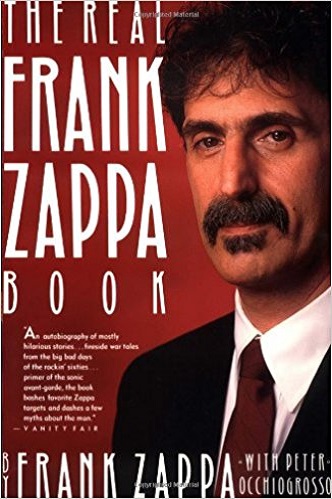 THE REAL
FRANK
ZAPPA
BOOK
"An
autobiography of mostly
hilarious stories...fireside war tales
from the big bad days
of the rockin' sixties...
primer of the sonic
avant-garde, the book
bashes favorite Zappa
targets and dashes a few
myths about the man."
— VANITY FAIR
BY FRANK ZAPPA
WITH PETER
OCCHIOGROSSO
Copyrighted Material